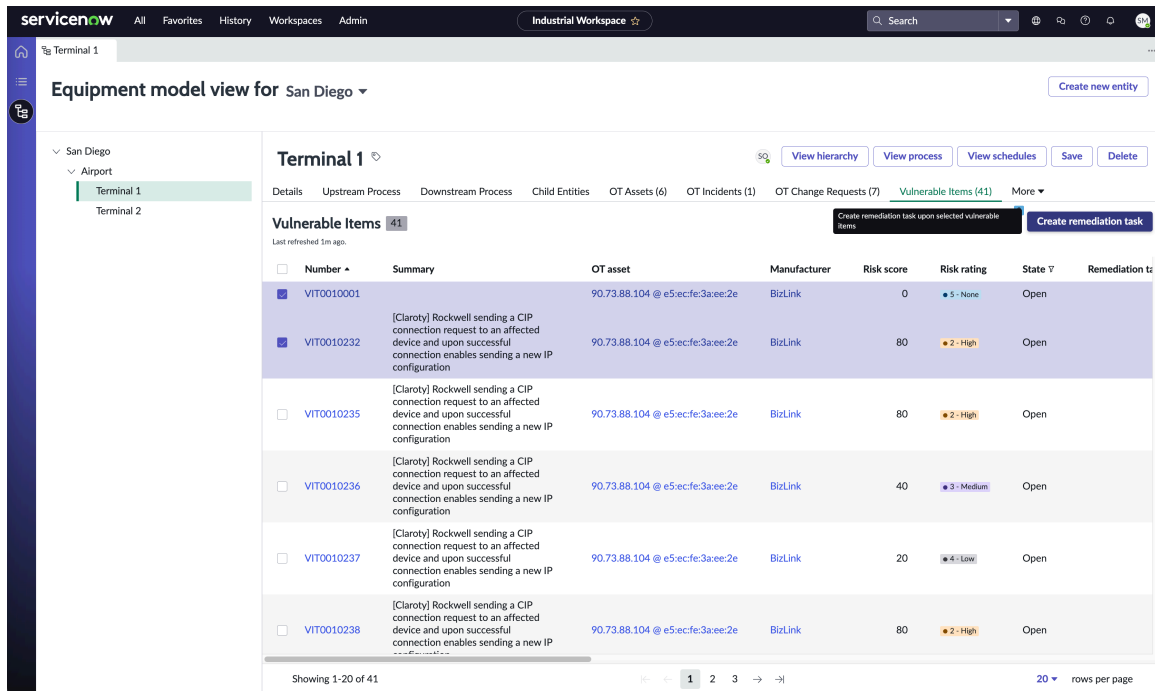 servicenow All Favorites History Workspaces Admin Industrial Workspace Search SM
Terminal 1
Equipment model view for San Diego
Create new entity
San Diego
Airport
Terminal 1
Terminal 2
Terminal 1 SO View hierarchy View process View schedules Save Delete
Details Upstream Process Downstream Process Child Entities OT Assets (6) OT Incidents (1) OT Change Requests (7) Vulnerable Items (41) More
Vulnerable Items 41
Last refreshed 1m ago.
Create remediation task upon selected vulnerable
items
Create remediation task
Number Summary OT asset Manufacturer Risk score Risk rating State Remediation ta
VIT0010001 90.73.88.104 @ e5:ec:fe:3a:ee:2e BizLink 0 5 - None Open
[Claroty] Rockwell sending a CIP
connection request to an affected
VIT0010232 device and upon successful 90.73.88.104 @ e5:ec:fe:3a:ee:2e BizLink 80 2 - High Open
connection enables sending a new IP
configuration
[Claroty] Rockwell sending a CIP
connection request to an affected
VIT0010235 device and upon successful 90.73.88.104 @ e5:ec:fe:3a:ee:2e BizLink 80 2 - High Open
connection enables sending a new IP
configuration
[Claroty] Rockwell sending a CIP
connection request to an affected
VIT0010236 device and upon successful 90.73.88.104 @ e5:ec:fe:3a:ee:2e BizLink 40 3 - Medium Open
connection enables sending a new IP
configuration
[Claroty] Rockwell sending a CIP
connection request to an affected
VIT0010237 device and upon successful 90.73.88.104 @ e5:ec:fe:3a:ee:2e BizLink 20 4 - Low Open
connection enables sending a new IP
configuration
[Claroty] Rockwell sending a CIP
connection request to an affected
VIT0010238 device and upon successful 90.73.88.104 @ e5:ec:fe:3a:ee:2e BizLink 80 2 - High Open
connection enables sending a new IP
Showing 1-20 of 41 1 2 3 20 rows per page